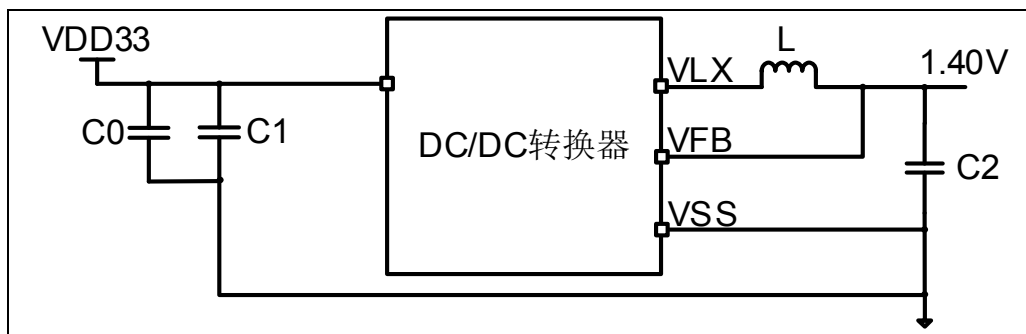 VDD33
C0
C1
DC/DC转换器
VLX
L
1.40V
VFB
VSS
C2